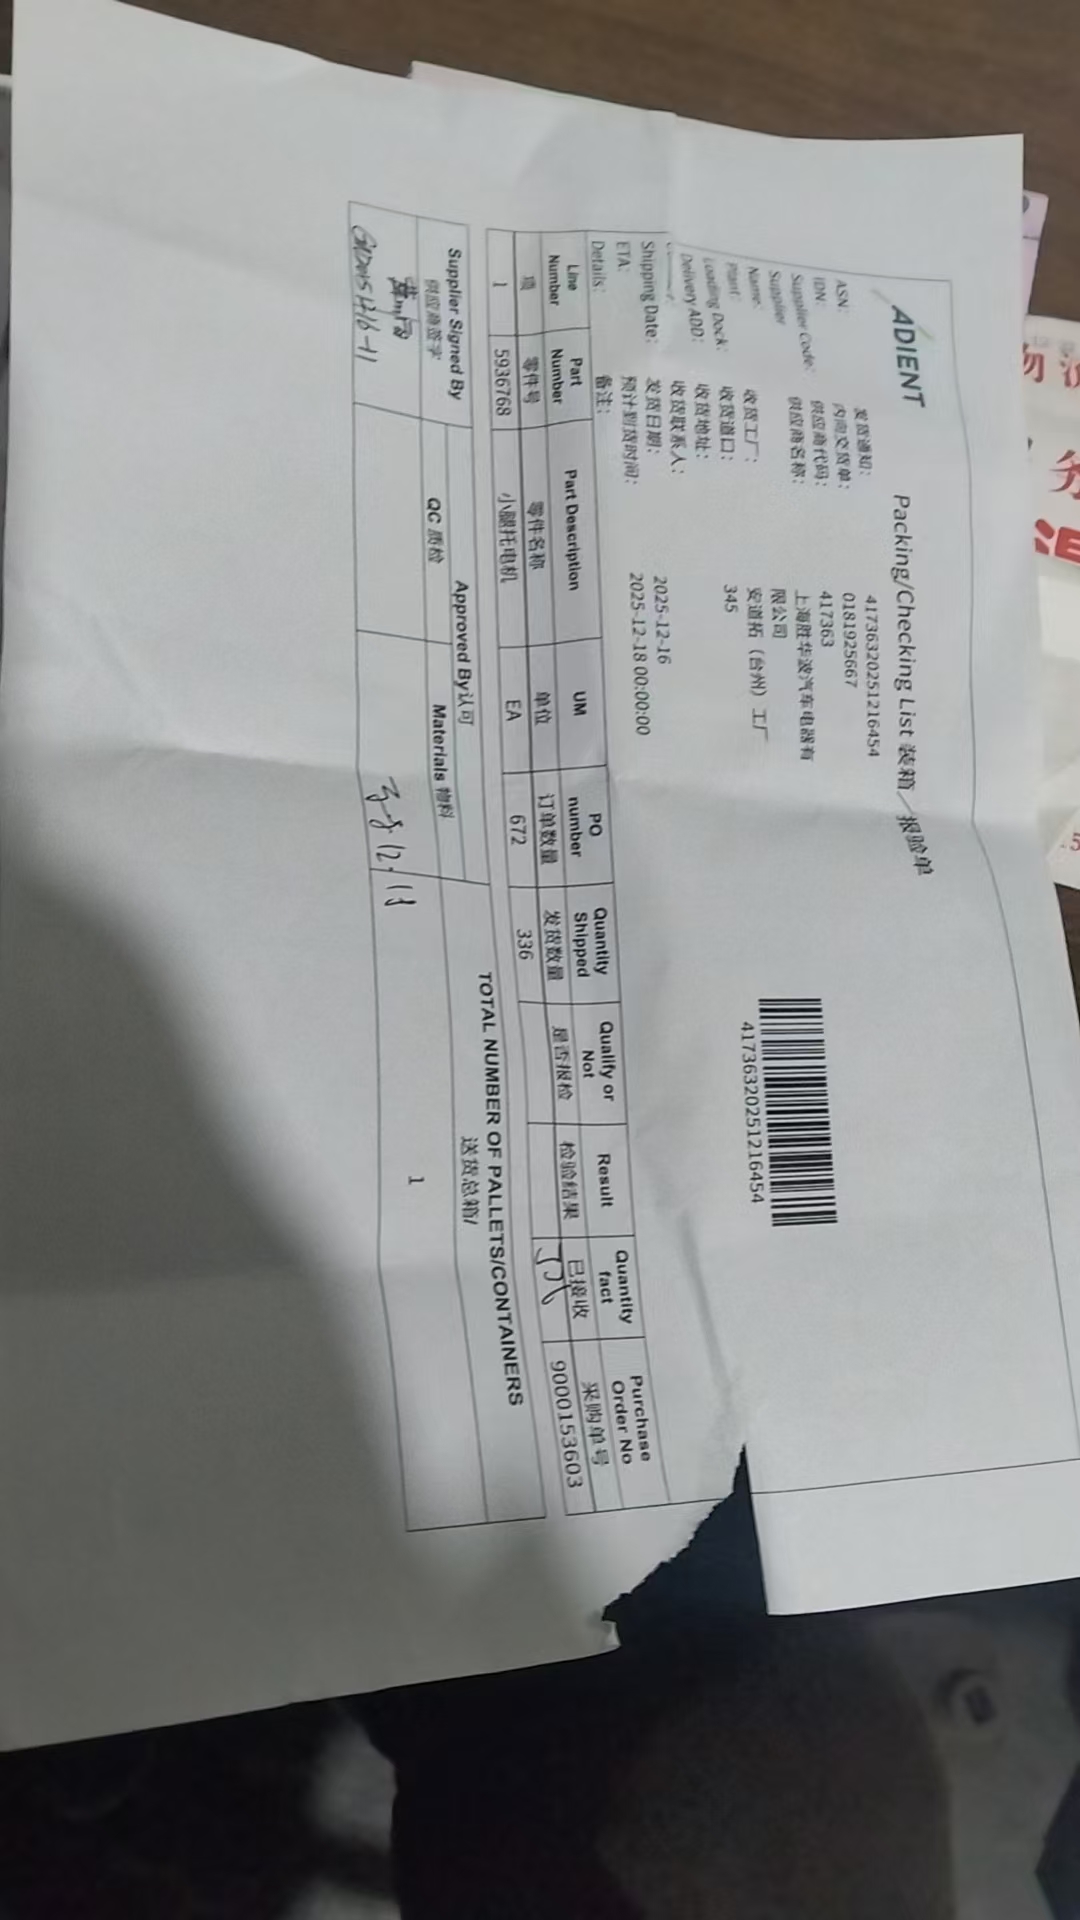 ADIENT
Packing/Checking List 装箱/报验单
ASN: 发货通知: 41736320251216454
IDN: 内向交货单: 0181925667
Supplier Code: 供应商代码: 417363
Supplier 供应商名称: 上海胜华波汽车电器有
Name: 限公司
Plant: 收货工厂: 安道拓（台州）工厂
Loading Dock: 收货道口: 345
Delivery ADD: 收货地址:
收货联系人:
Shipping Date: 发货日期: 2025-12-16
ETA: 预计到货时间: 2025-12-18 00:00:00
Details: 备注:
41736320251216454
Line Number Part Number Part Description UM PO number Quantity Shipped Qualify or Not Result Quantity fact Purchase Order No
项 零件号 零件名称 单位 订单数量 发货数量 是否报检 检验结果 已接收 采购单号
1 5936768 小腿托电机 EA 672 336 9000153603
Supplier Signed By Approved By认可 TOTAL NUMBER OF PALLETS/CONTAINERS
供应商签字 QC 质检 Materials 物料 送货总箱/
1